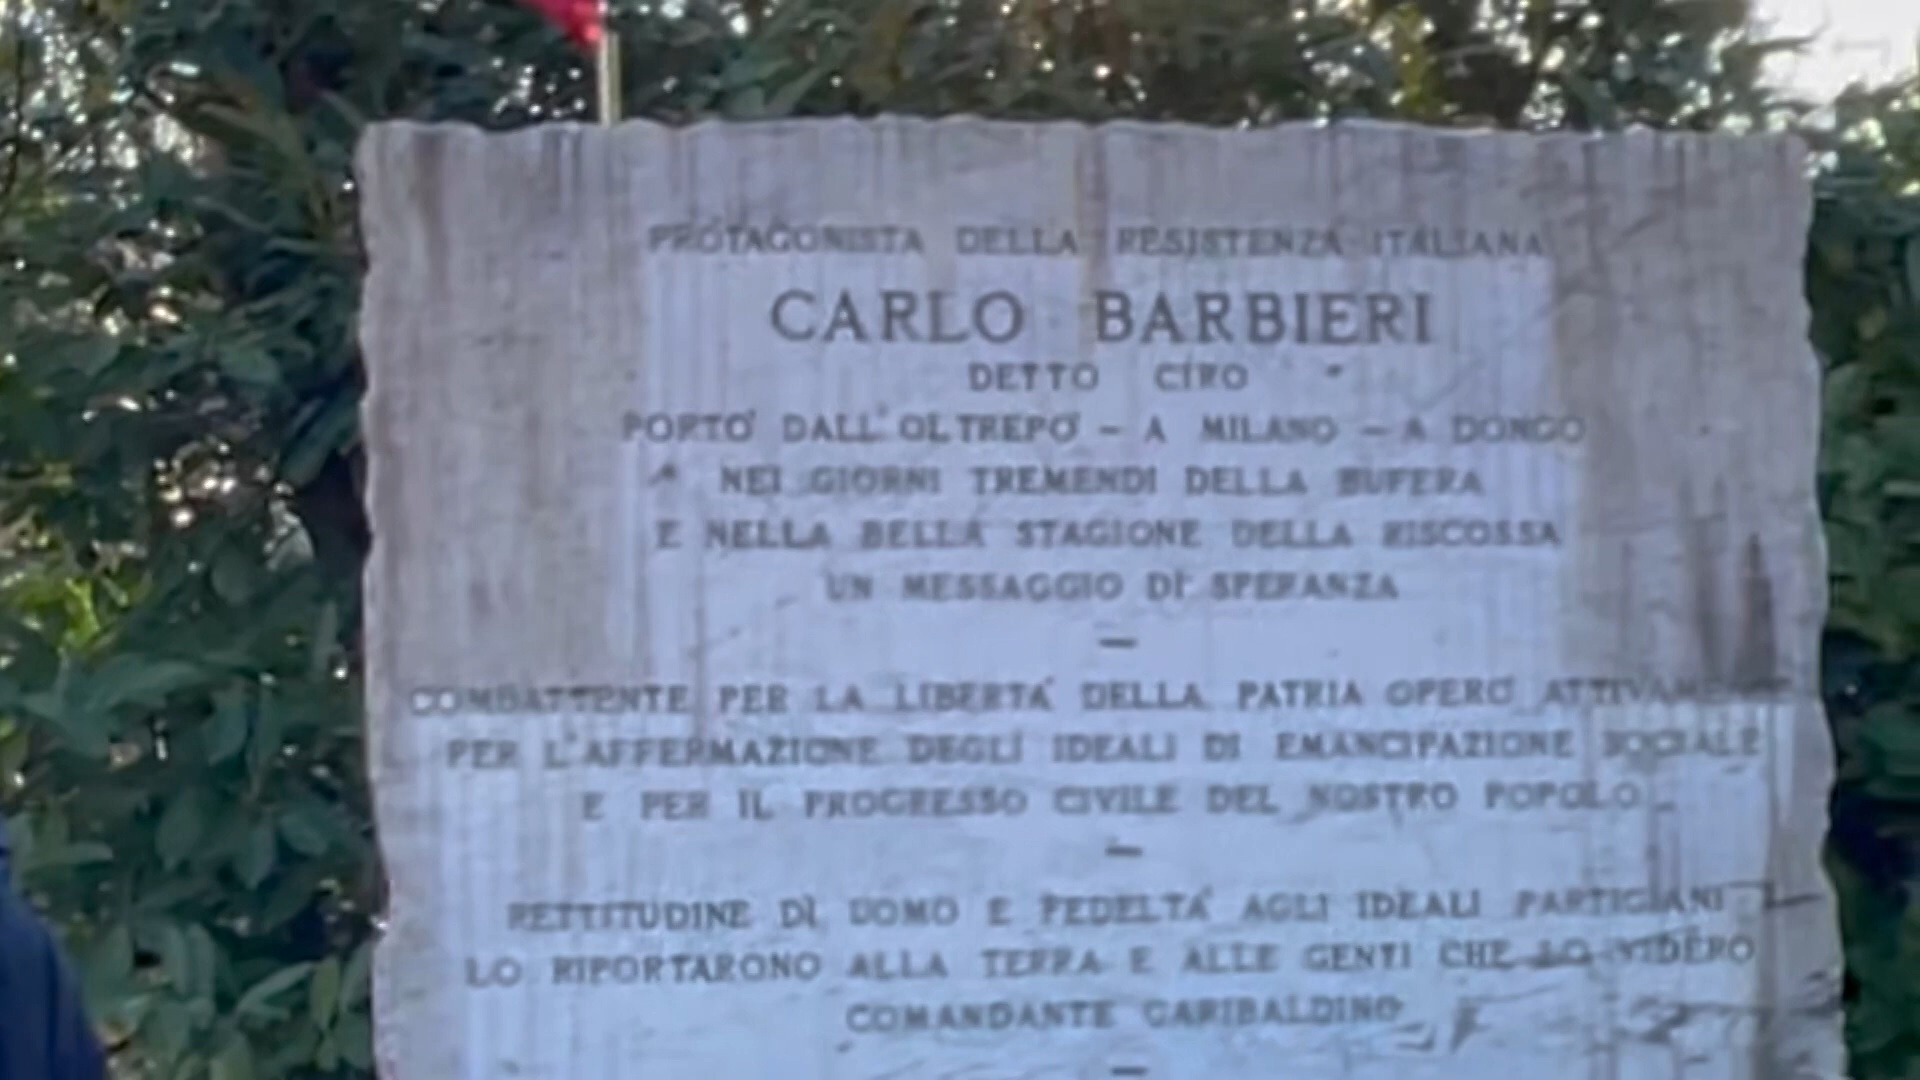 PROTAGONISTA DELLA RESISTENZA ITALIANA
CARLO BARBIERI
DETTO CIRO
PORTO' DALL'OLTREPO' - A MILANO - A DONGO
NEI GIORNI TREMENDI DELLA BUFERA
E NELLA BELLA STAGIONE DELLA RISCOSSA
UN MESSAGGIO DI SPERANZA
—
COMBATTENTE PER LA LIBERTA' DELLA PATRIA OPERO' ATTIVAMENTE
PER L'AFFERMAZIONE DEGLI IDEALI DI EMANCIPAZIONE SOCIALE
E PER IL PROGRESSO CIVILE DEL NOSTRO POPOLO
—
RETTITUDINE DI UOMO E FEDELTA' AGLI IDEALI PARTIGIANI
LO RIPORTARONO ALLA TERRA E ALLE GENTI CHE LO VIDERO
COMANDANTE GARIBALDINO
—